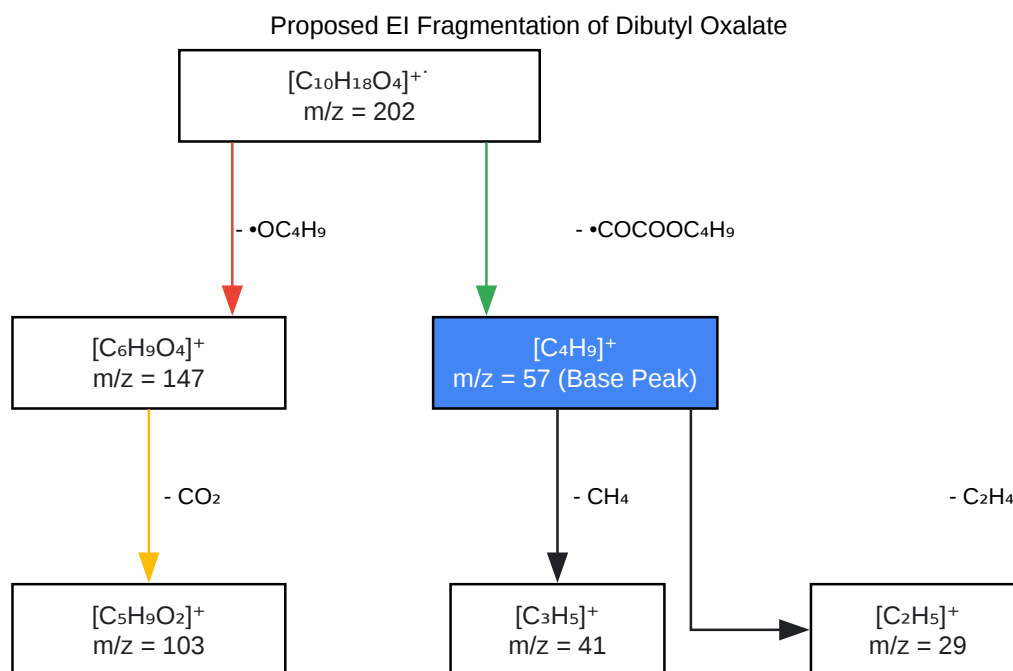 Proposed EI Fragmentation of Dibutyl Oxalate
[C₁₀H₁₈O₄]⁺˙
m/z = 202
- •OC₄H₉
- •COCOOC₄H₉
[C₆H₉O₄]⁺
m/z = 147
[C₄H₉]⁺
m/z = 57 (Base Peak)
- CO₂
- CH₄
- C₂H₄
[C₅H₉O₂]⁺
m/z = 103
[C₃H₅]⁺
m/z = 41
[C₂H₅]⁺
m/z = 29